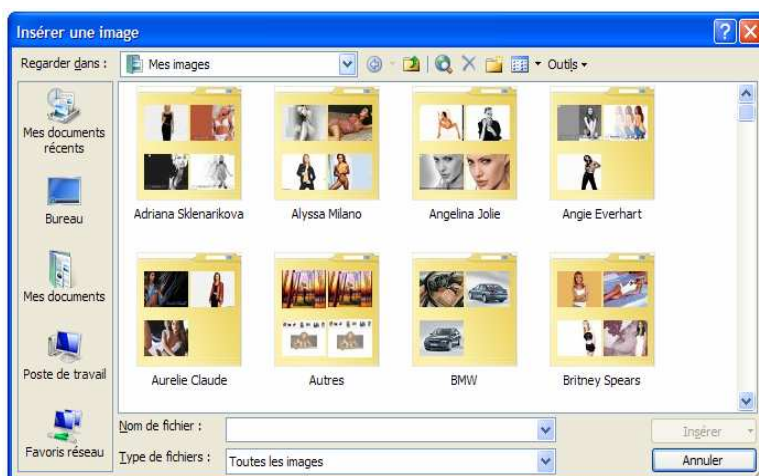 Insérer une image
Regarder dans :
Mes images
Outils
Mes documents
récents
Bureau
Mes documents
Poste de travail
Favoris réseau
Adriana Sklenarikova
Alyssa Milano
Angelina Jolie
Angie Everhart
Aurelie Claude
Autres
BMW
Britney Spears
Nom de fichier :
Insérer
Type de fichiers :
Toutes les images
Annuler